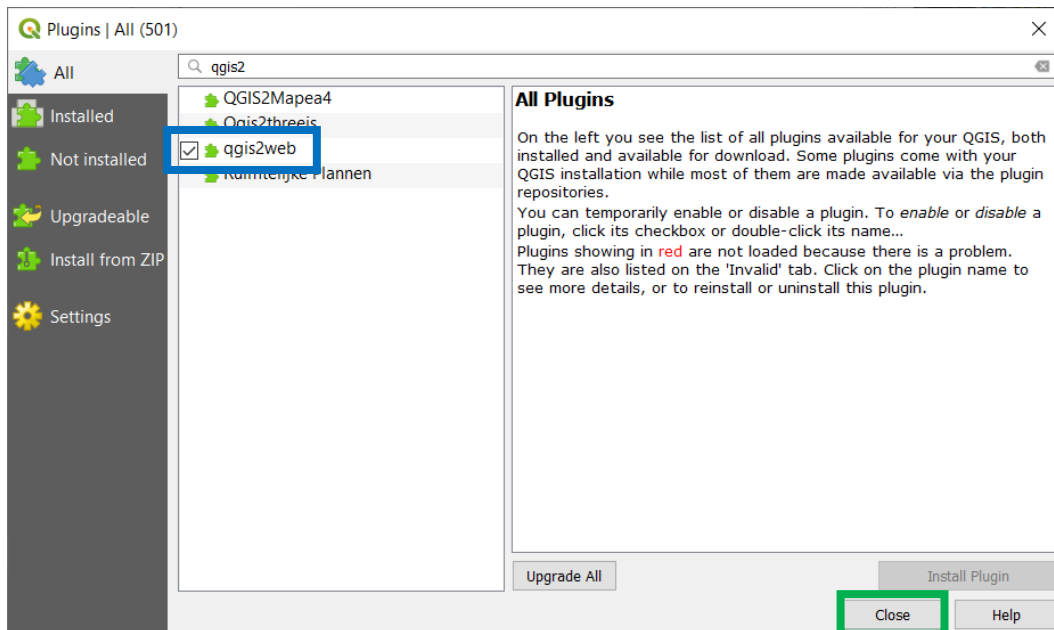 Plugins | All (501)
All
Installed
Not installed
Upgradeable
Install from ZIP
Settings
qgis2
QGIS2Mapea4
Qgis2threejs
qgis2web
Ruimtelijke Plannen
All Plugins
On the left you see the list of all plugins available for your QGIS, both
installed and available for download. Some plugins come with your
QGIS installation while most of them are made available via the plugin
repositories.
You can temporarily enable or disable a plugin. To enable or disable a
plugin, click its checkbox or double-click its name...
Plugins showing in red are not loaded because there is a problem.
They are also listed on the 'Invalid' tab. Click on the plugin name to
see more details, or to reinstall or uninstall this plugin.
Upgrade All
Install Plugin
Close
Help